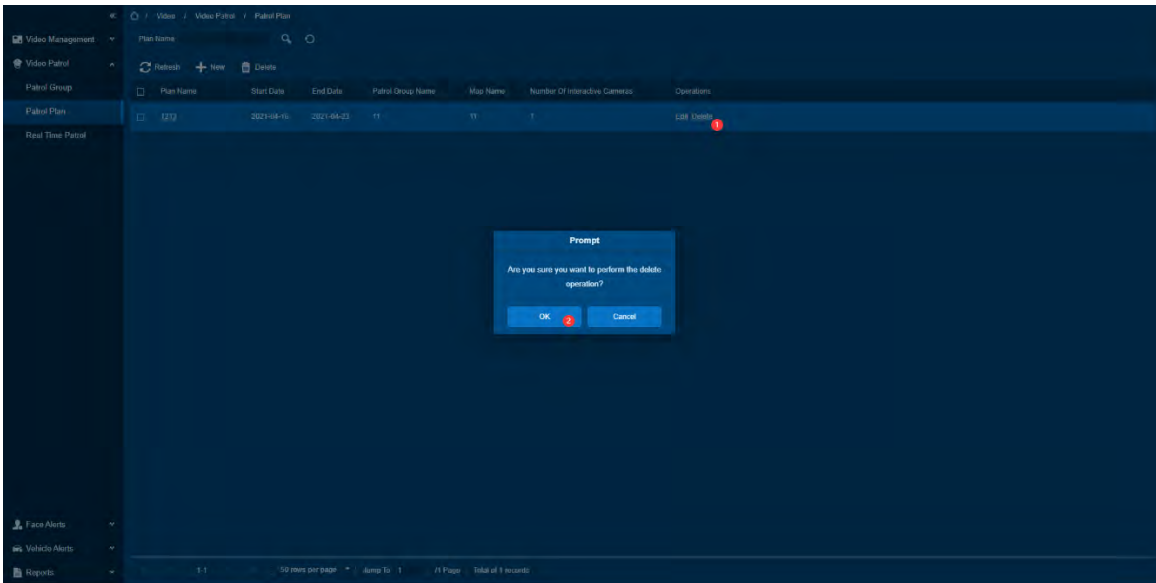 Video / Video Patrol / Patrol Plan
Video Management
Plan Name
Video Patrol
Refresh New Delete
Patrol Group
Plan Name Start Date End Date Patrol Group Name Map Name Number Of Interactive Cameras Operations
Patrol Plan
2021-04-16 2021-04-23 11 11 1 Edit Delete
1
Real Time Patrol
Prompt
Are you sure you want to perform the delete
operation?
OK 2 Cancel
Face Alerts
Vehicle Alerts
Reports
1-1 50 rows per page Jump To 1 /1 Page Total of 1 records